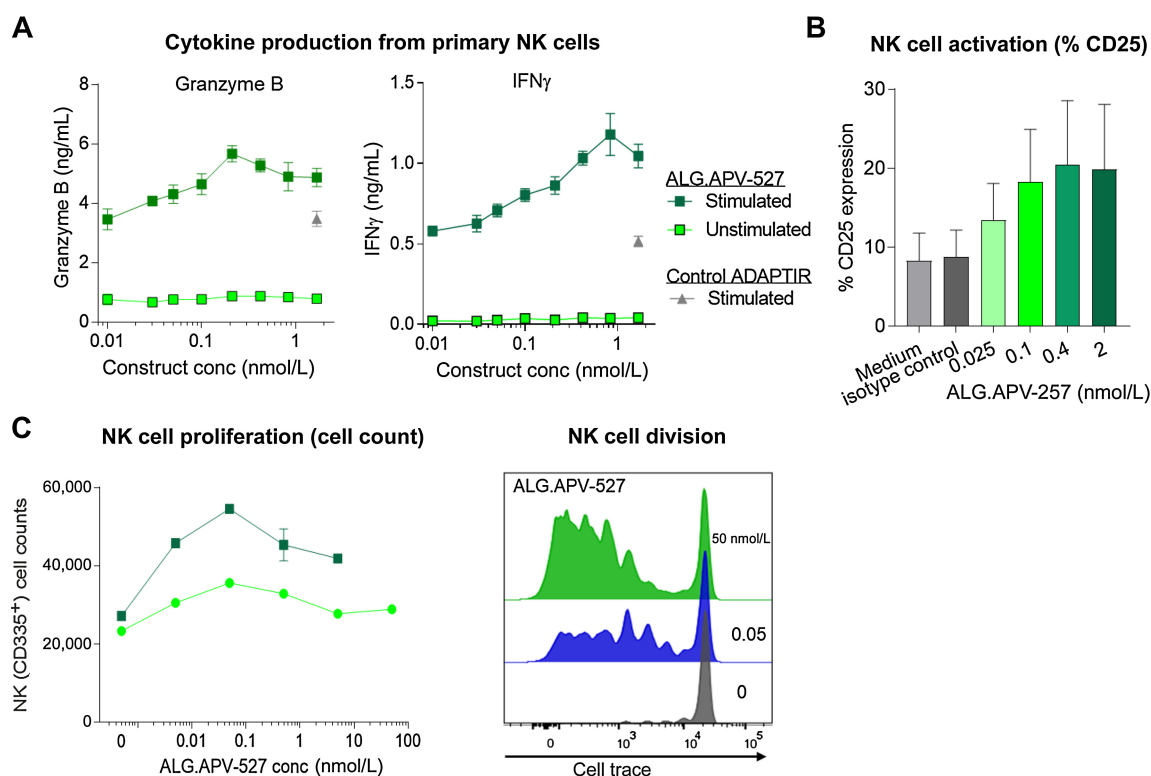 A
Cytokine production from primary NK cells
Granzyme B
Granzyme B (ng/mL)
8
6
4
2
0
0.01
0.1
1
Construct conc (nmol/L)
IFNγ
IFNγ (ng/mL)
1.5
1.0
0.5
0.0
0.01
0.1
1
Construct conc (nmol/L)
ALG.APV-527
Stimulated
Unstimulated
Control ADAPTIR
Stimulated
B
NK cell activation (% CD25)
% CD25 expression
30
20
10
0
Medium
isotype control
0.025
0.1
0.4
2
ALG.APV-257 (nmol/L)
C
NK cell proliferation (cell count)
NK (CD335⁺) cell counts
60,000
40,000
20,000
0
0
0.01
0.1
1
10
100
ALG.APV-527 conc (nmol/L)
NK cell division
ALG.APV-527
50 nmol/L
0.05
0
0
10³
10⁴
10⁵
Cell trace